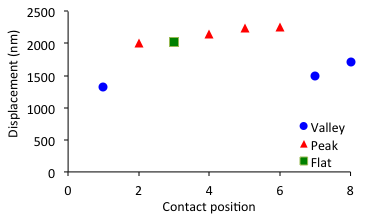 2500
2000
1500
1000
500
0
Displacement (nm)
Valley
Peak
Flat
0 2 4 6 8
Contact position